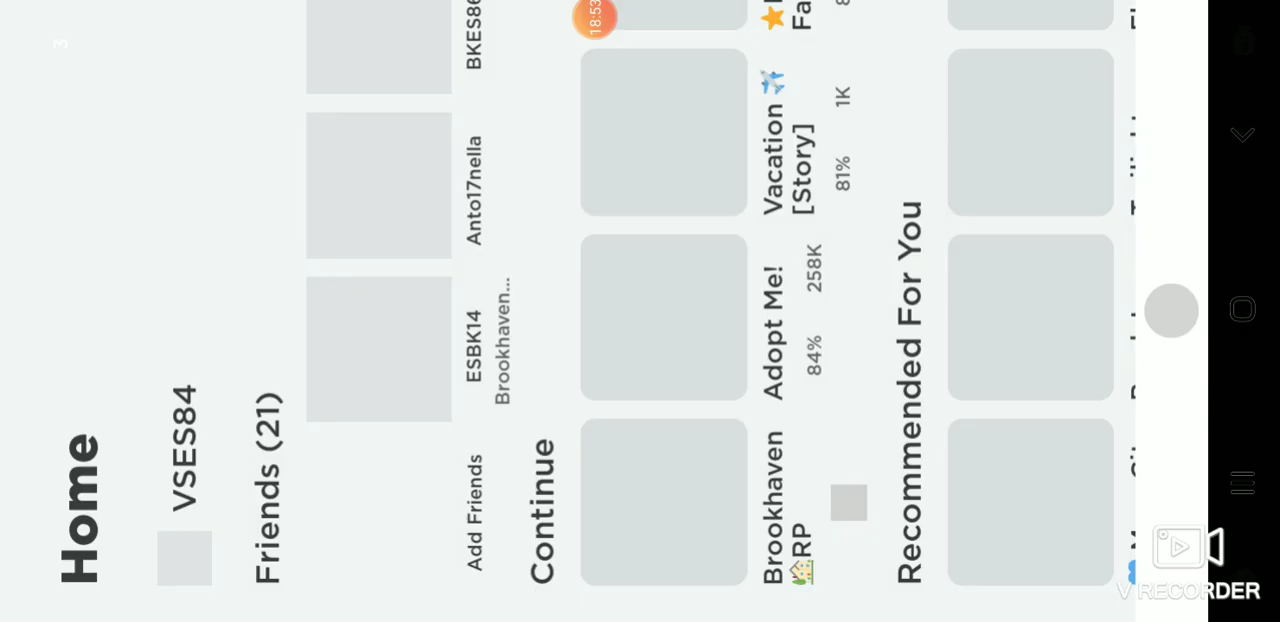 Home
VSES84
Friends (21)
Add Friends
ESBK14
Brookhaven...
Anto17nella
BKES86
Continue
Brookhaven
🏡RP
Adopt Me!
84% 258K
Vacation ✈️
[Story]
81% 1K
Recommended For You
18:53
V RECORDER